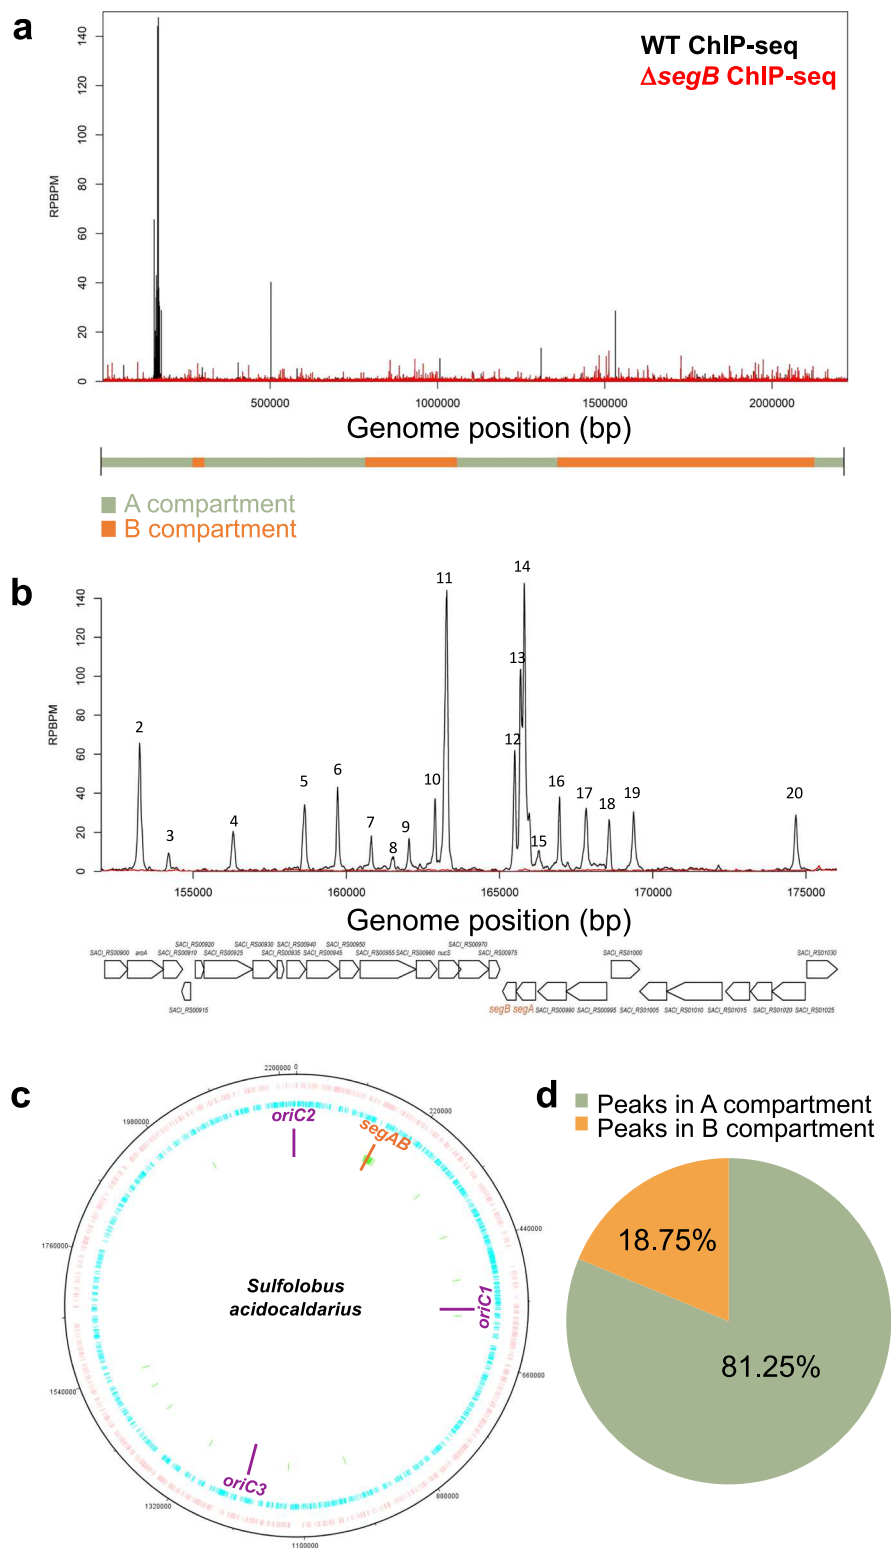 a
WT ChIP-seq
ΔsegB ChIP-seq
RPBPM
140
120
100
80
60
40
20
0
500000 1000000 1500000 2000000
Genome position (bp)
A compartment
B compartment
b
RPBPM
140
120
100
80
60
40
20
0
2 3 4 5 6 7 8 9 10 11 12 13 14 15 16 17 18 19 20
155000 160000 165000 170000 175000
Genome position (bp)
SACI_RS00920 SACI_RS00930 SACI_RS00940 SACI_RS00950 SACI_RS00970
SACI_RS00900 aroA SACI_RS00910 SACI_RS00925 SACI_RS00935 SACI_RS00945 SACI_RS00955 SACI_RS00960 nucS SACI_RS00975 SACI_RS01000 SACI_RS01030
SACI_RS00915 segB segA SACI_RS00990 SACI_RS00995 SACI_RS01005 SACI_RS01010 SACI_RS01015 SACI_RS01020 SACI_RS01025
c
2200000 0
220000
440000
660000
880000
1100000
1320000
1540000
1760000
1980000
oriC2
segAB
oriC1
oriC3
Sulfolobus
acidocaldarius
d
Peaks in A compartment
Peaks in B compartment
18.75%
81.25%